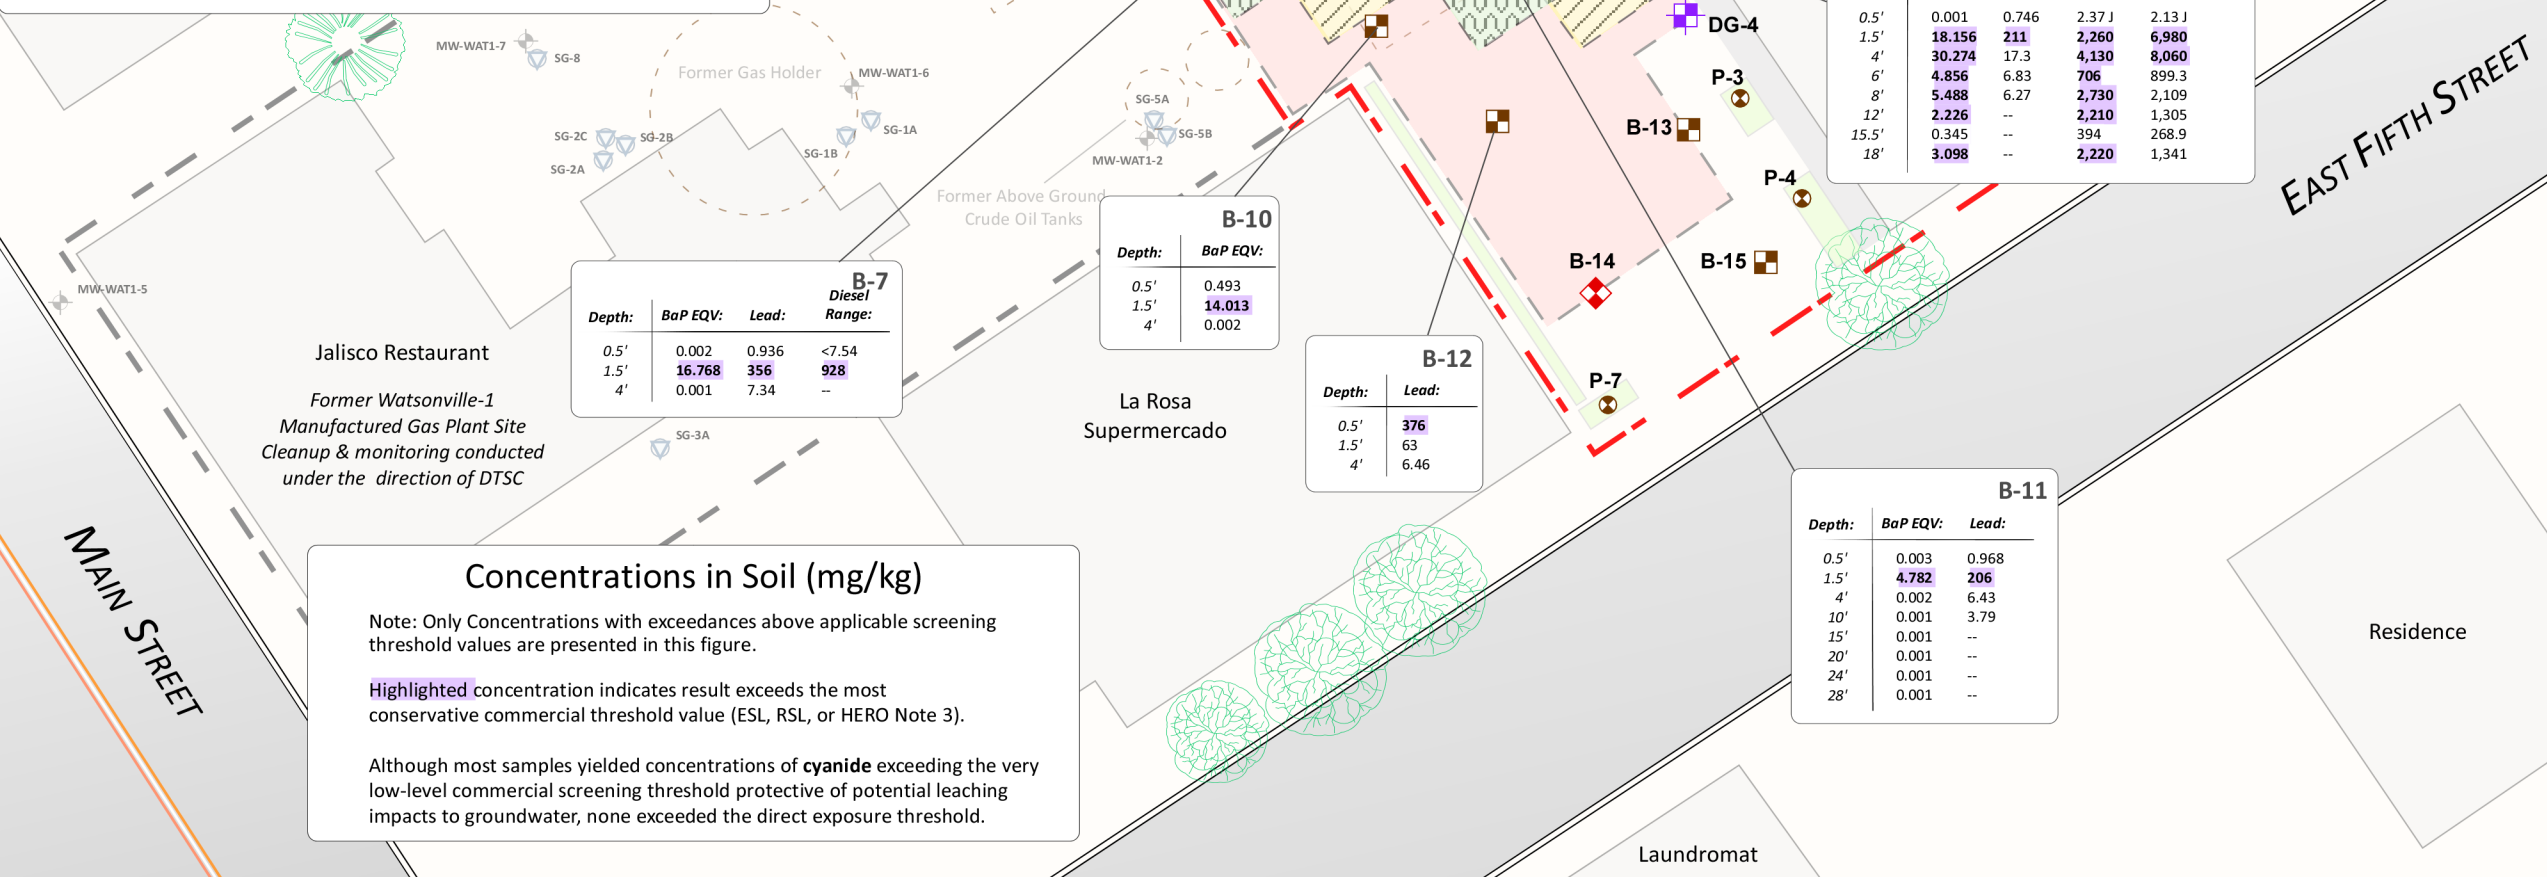 MW-WAT1-7
SG-8
Former Gas Holder
MW-WAT1-6
SG-2C
SG-2B
SG-2A
SG-1A
SG-1B
SG-5A
SG-5B
MW-WAT1-2
Former Above Ground
Crude Oil Tanks
MW-WAT1-5
SG-3A
DG-4
P-3
B-13
P-4
B-14
B-15
P-7
0.5' 0.001 0.746 2.37 J 2.13 J
1.5' 18.156 211 2,260 6,980
4' 30.274 17.3 4,130 8,060
6' 4.856 6.83 706 899.3
8' 5.488 6.27 2,730 2,109
12' 2.226 -- 2,210 1,305
15.5' 0.345 -- 394 268.9
18' 3.098 -- 2,220 1,341
EAST FIFTH STREET
B-10
Depth: BaP EQV:
0.5' 0.493
1.5' 14.013
4' 0.002
B-7
Depth: BaP EQV: Lead: Diesel
Range:
0.5' 0.002 0.936 <7.54
1.5' 16.768 356 928
4' 0.001 7.34 --
B-12
Depth: Lead:
0.5' 376
1.5' 63
4' 6.46
B-11
Depth: BaP EQV: Lead:
0.5' 0.003 0.968
1.5' 4.782 206
4' 0.002 6.43
10' 0.001 3.79
15' 0.001 --
20' 0.001 --
24' 0.001 --
28' 0.001 --
Jalisco Restaurant
Former Watsonville-1
Manufactured Gas Plant Site
Cleanup & monitoring conducted
under the direction of DTSC
La Rosa
Supermercado
MAIN STREET
Concentrations in Soil (mg/kg)
Note: Only Concentrations with exceedances above applicable screening
threshold values are presented in this figure.
Highlighted concentration indicates result exceeds the most
conservative commercial threshold value (ESL, RSL, or HERO Note 3).
Although most samples yielded concentrations of cyanide exceeding the very
low-level commercial screening threshold protective of potential leaching
impacts to groundwater, none exceeded the direct exposure threshold.
Residence
Laundromat